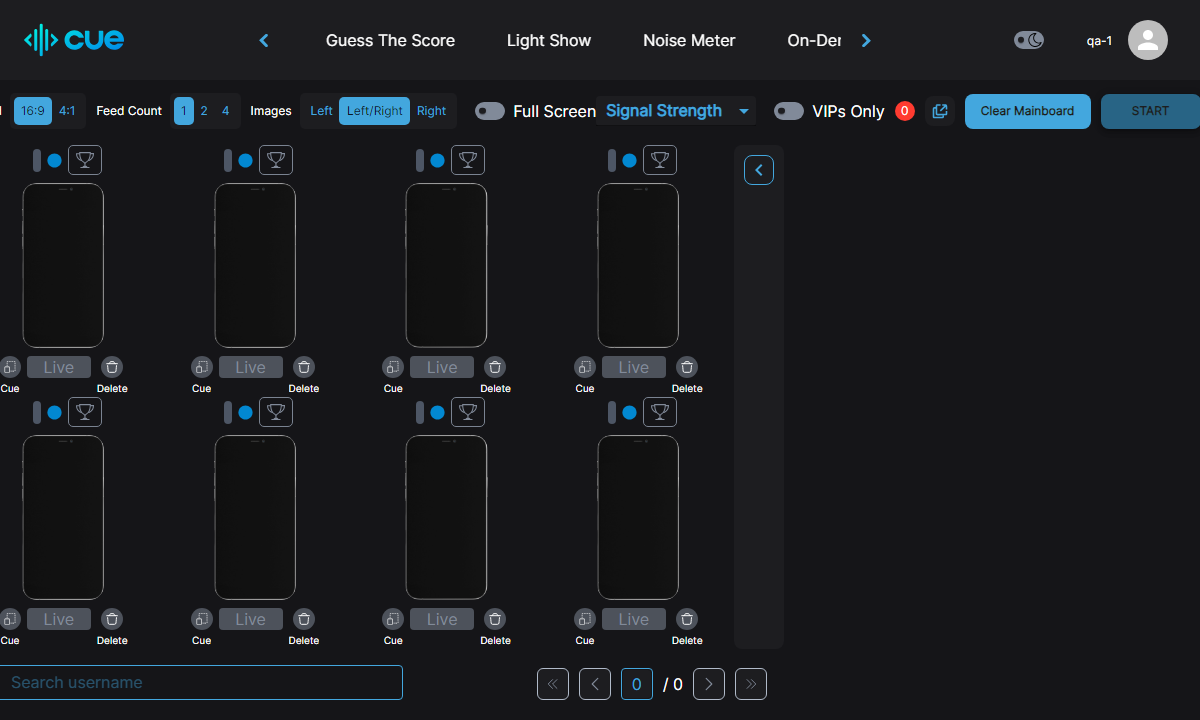 cue
Guess The Score Light Show Noise Meter On-Der
qa-1
16:9 4:1 Feed Count 1 2 4 Images Left Left/Right Right Full Screen Signal Strength VIPs Only 0 Clear Mainboard START
Live Live Live Live
Cue Delete Cue Delete Cue Delete Cue Delete
Live Live Live Live
Cue Delete Cue Delete Cue Delete Cue Delete
Search username 0 / 0